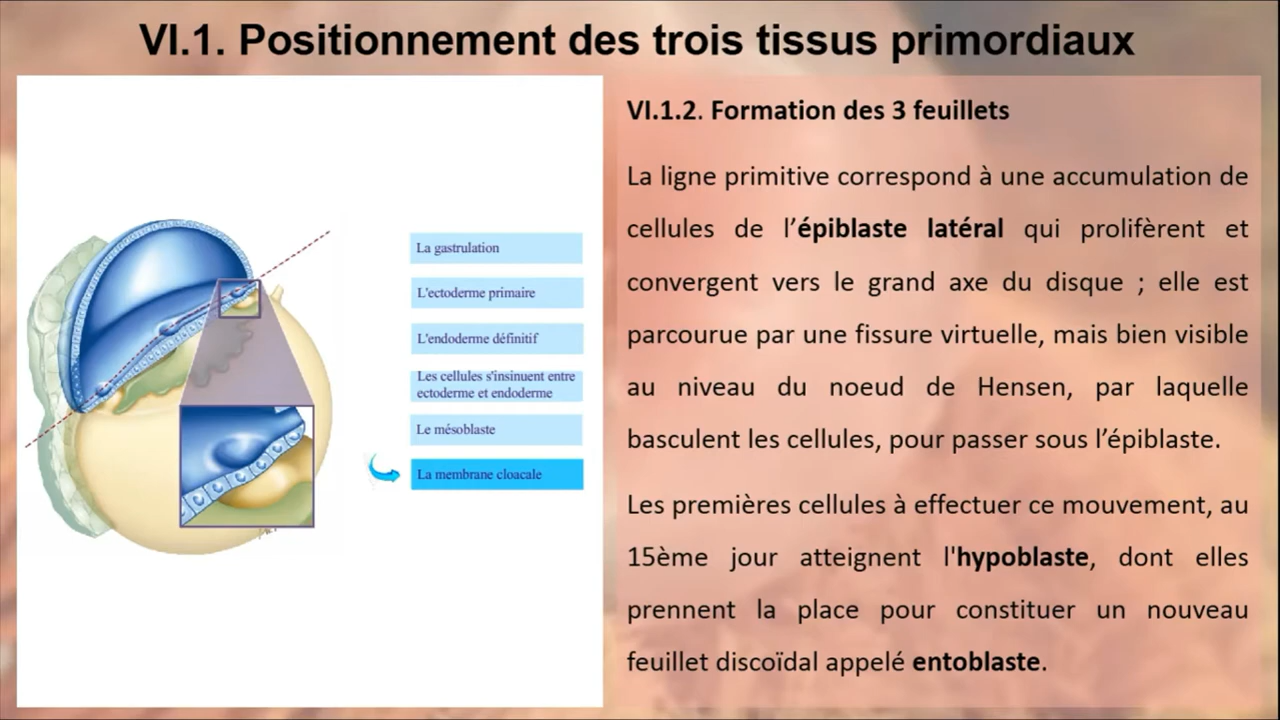 VI.1. Positionnement des trois tissus primordiaux
La gastrulation
L'ectoderme primaire
L'endoderme définitif
Les cellules s'insinuent entre
ectoderme et endoderme
Le mésoblaste
La membrane cloacale
VI.1.2. Formation des 3 feuillets
La ligne primitive correspond à une accumulation de
cellules de l’épiblaste latéral qui prolifèrent et
convergent vers le grand axe du disque ; elle est
parcourue par une fissure virtuelle, mais bien visible
au niveau du noeud de Hensen, par laquelle
basculent les cellules, pour passer sous l’épiblaste.
Les premières cellules à effectuer ce mouvement, au
15ème jour atteignent l'hypoblaste, dont elles
prennent la place pour constituer un nouveau
feuillet discoïdal appelé entoblaste.